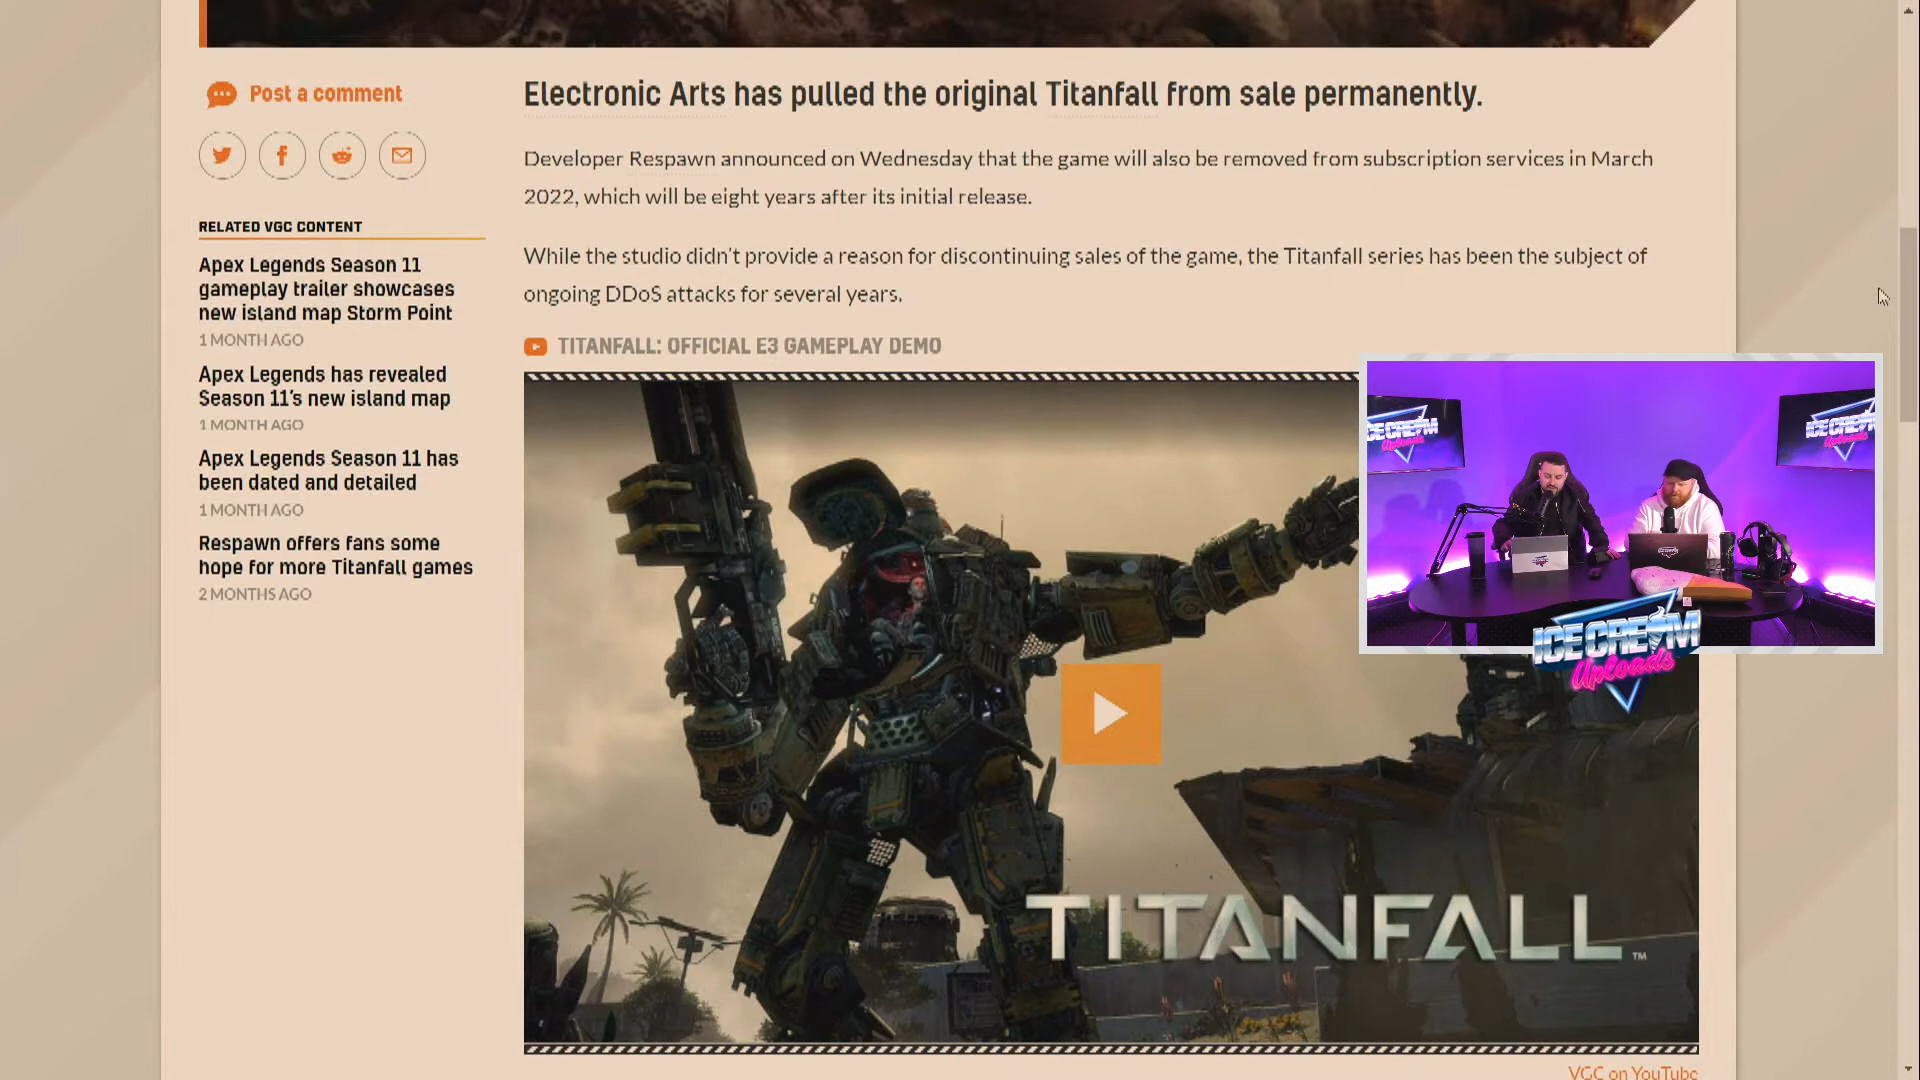 Post a comment
RELATED VGC CONTENT
Apex Legends Season 11
gameplay trailer showcases
new island map Storm Point
1 MONTH AGO
Apex Legends has revealed
Season 11's new island map
1 MONTH AGO
Apex Legends Season 11 has
been dated and detailed
1 MONTH AGO
Respawn offers fans some
hope for more Titanfall games
2 MONTHS AGO
Electronic Arts has pulled the original Titanfall from sale permanently.
Developer Respawn announced on Wednesday that the game will also be removed from subscription services in March
2022, which will be eight years after its initial release.
While the studio didn't provide a reason for discontinuing sales of the game, the Titanfall series has been the subject of
ongoing DDoS attacks for several years.
TITANFALL: OFFICIAL E3 GAMEPLAY DEMO
TITANFALL™
ICE CREAM
Uploads
VGC on YouTube